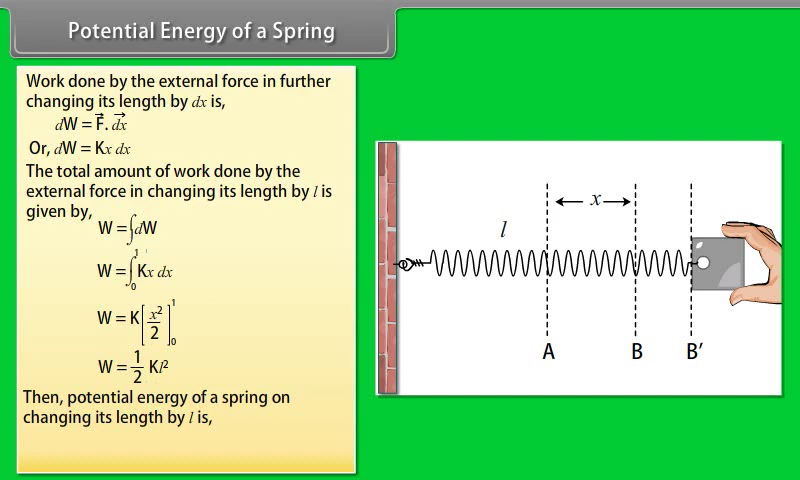 Potential Energy of a Spring
Work done by the external force in further
changing its length by dx is,
dW = F⃗. dx⃗
Or, dW = Kx dx
The total amount of work done by the
external force in changing its length by l is
given by,
W = ∫dW
W = ∫₀¹ Kx dx
W = K[x²/2]₀¹
W = 1/2 Kl²
Then, potential energy of a spring on
changing its length by l is,
x
l
A B B′